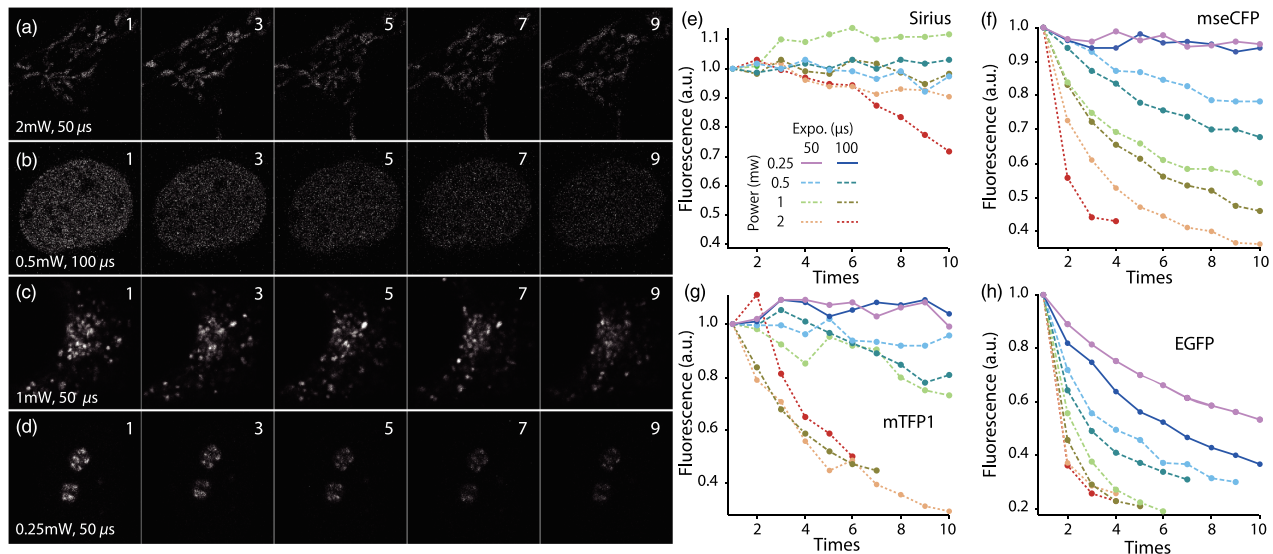 (a) 1 3 5 7 9
2mW, 50 µs
(b) 1 3 5 7 9
0.5mW, 100 µs
(c) 1 3 5 7 9
1mW, 50 µs
(d) 1 3 5 7 9
0.25mW, 50 µs
(e) Sirius
Fluorescence (a.u.)
1.1
1.0
0.9
0.8
0.7
0.6
0.5
0.4
Expo. (µs)
50 100
Power (mw)
0.25
0.5
1
2
2 4 6 8 10
Times
(f) mseCFP
Fluorescence (a.u.)
1.0
0.9
0.8
0.7
0.6
0.5
0.4
2 4 6 8 10
Times
(g)
Fluorescence (a.u.)
1.0
0.8
0.6
0.4
mTFP1
2 4 6 8 10
Times
(h)
Fluorescence (a.u.)
1.0
0.8
0.6
0.4
0.2
EGFP
2 4 6 8 10
Times